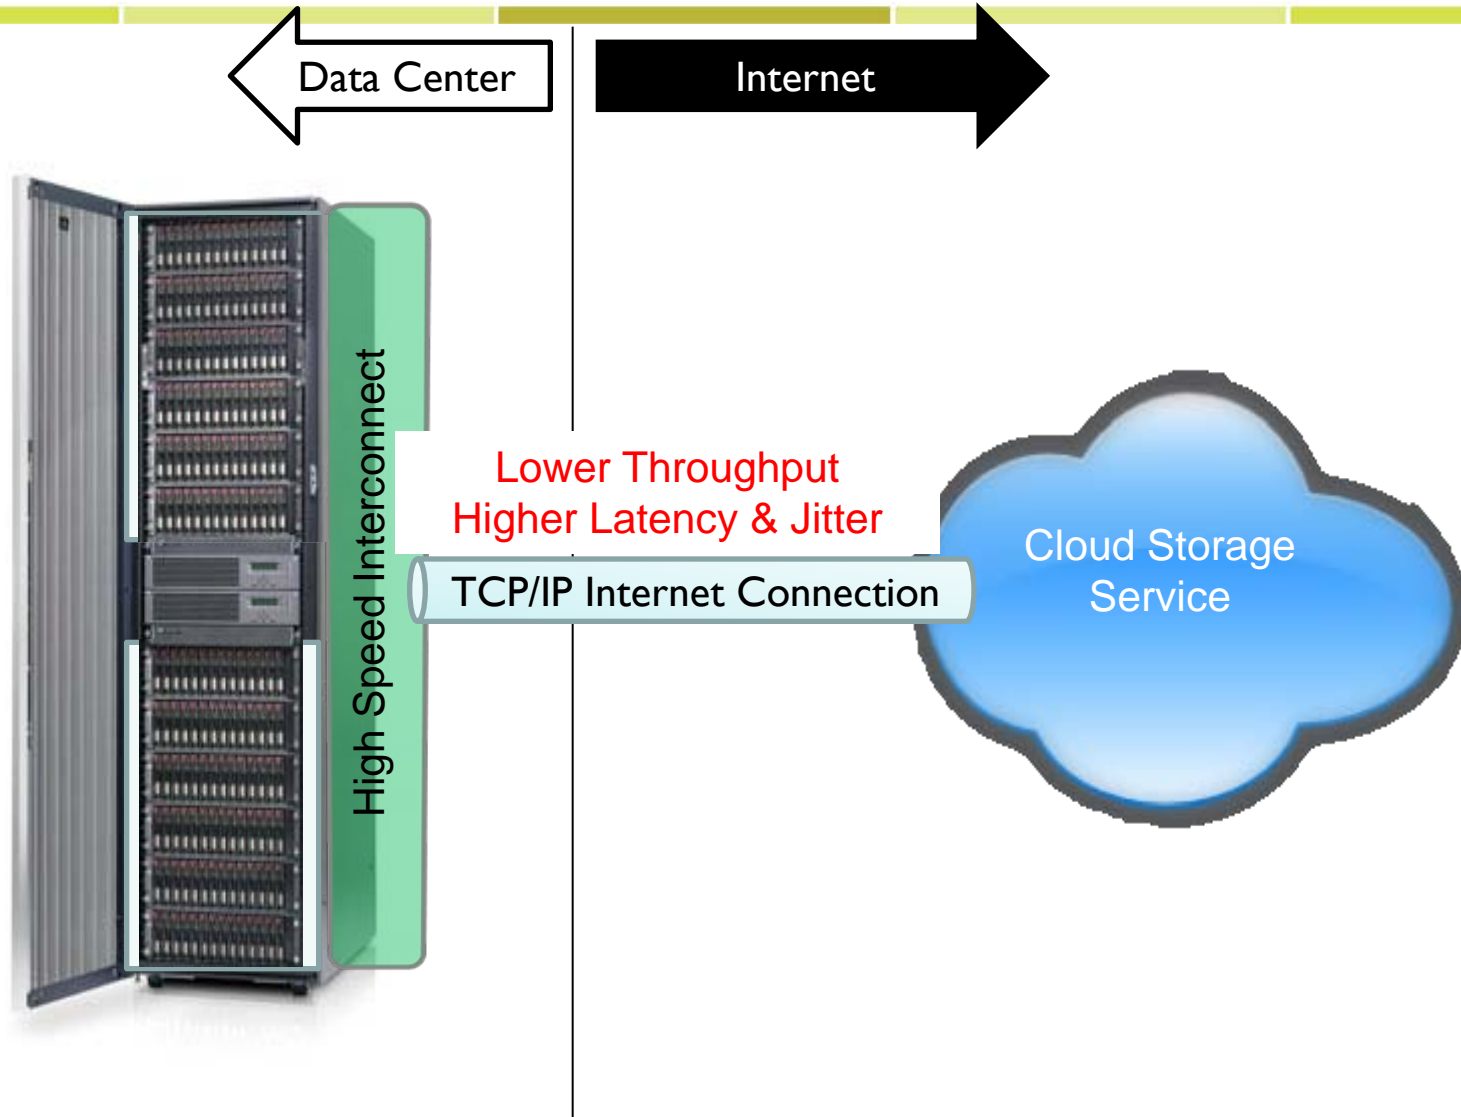 Data Center
Internet
High Speed Interconnect
Lower Throughput
Higher Latency & Jitter
TCP/IP Internet Connection
Cloud Storage
Service